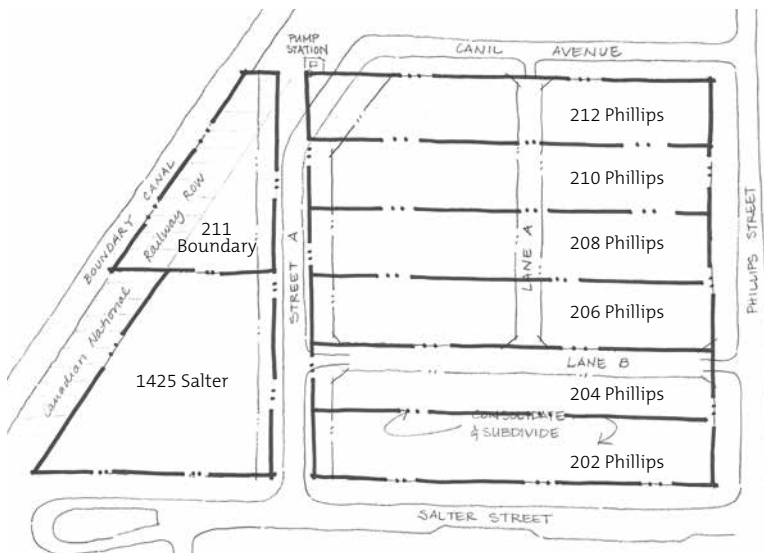 PUMP
STATION
P
CANIL AVENUE
212 Phillips
BOUNDARY CANAL
Railway ROW
Canadian National
210 Phillips
211
Boundary
STREET A
LANE A
208 Phillips
PHILLIPS STREET
206 Phillips
LANE B
1425 Salter
204 Phillips
CONSOLIDATE
& SUBDIVIDE
202 Phillips
SALTER STREET